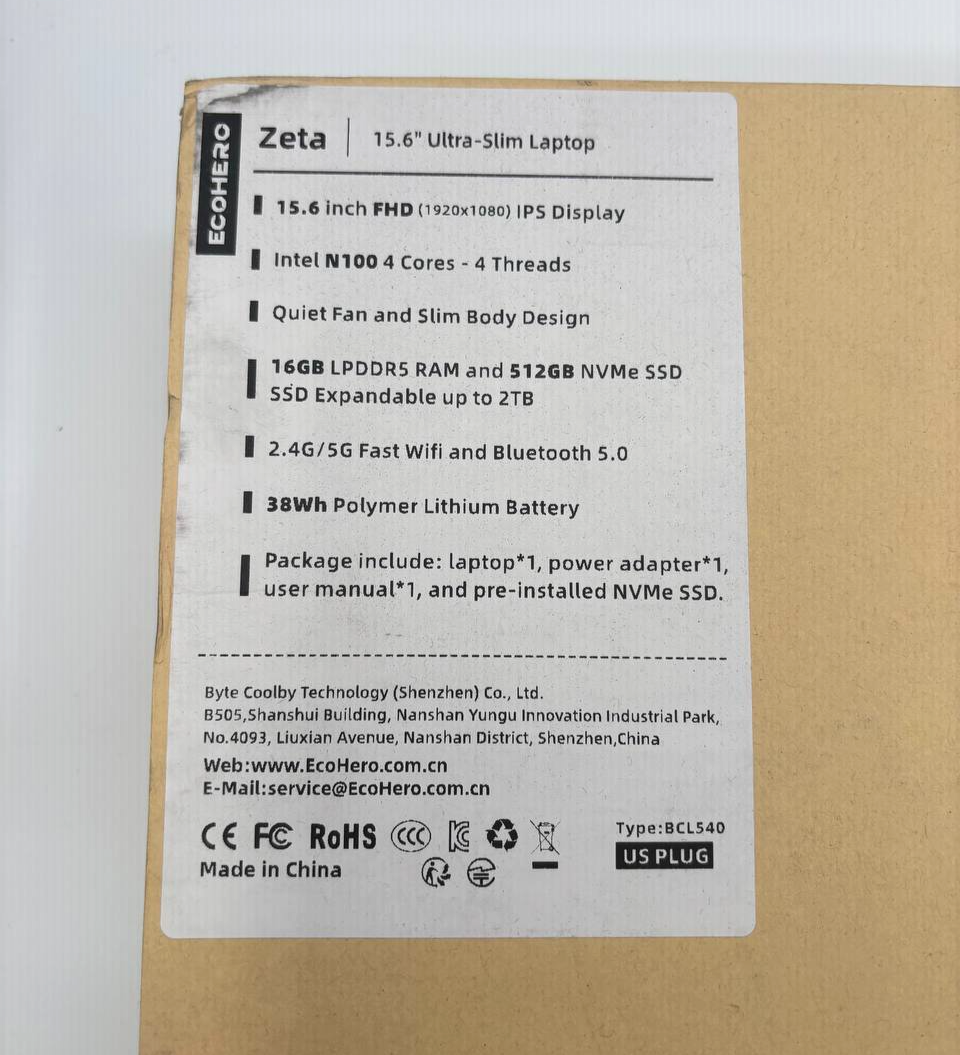 ECOHERO
Zeta | 15.6" Ultra-Slim Laptop
15.6 inch FHD (1920x1080) IPS Display
Intel N100 4 Cores - 4 Threads
Quiet Fan and Slim Body Design
16GB LPDDR5 RAM and 512GB NVMe SSD
SSD Expandable up to 2TB
2.4G/5G Fast Wifi and Bluetooth 5.0
38Wh Polymer Lithium Battery
Package include: laptop*1, power adapter*1,
user manual*1, and pre-installed NVMe SSD.
Byte Coolby Technology (Shenzhen) Co., Ltd.
B505,Shanshui Building, Nanshan Yungu Innovation Industrial Park,
No.4093, Liuxian Avenue, Nanshan District, Shenzhen,China
Web:www.EcoHero.com.cn
E-Mail:service@EcoHero.com.cn
CE FC RoHS CCC KC
Type:BCL540
US PLUG
Made in China